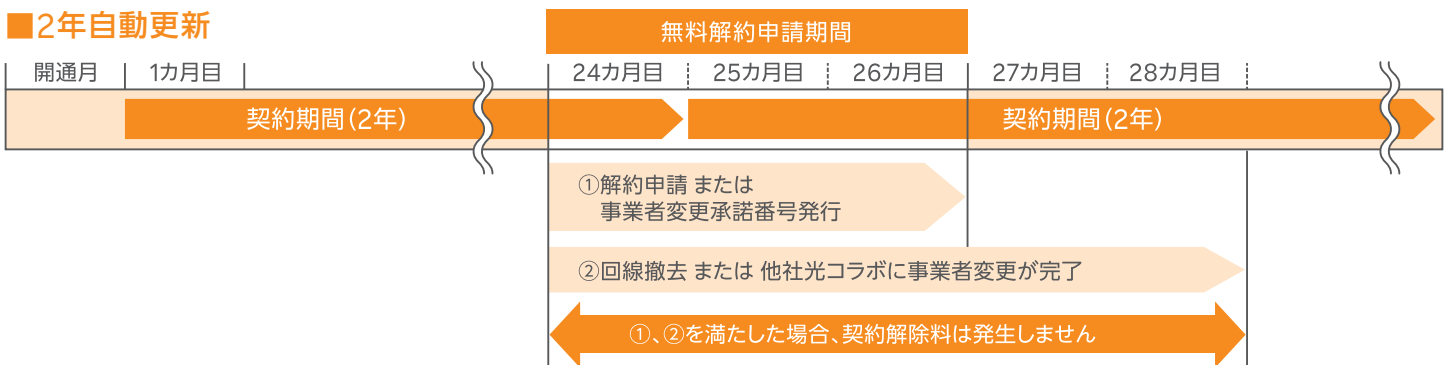 ■2年自動更新
無料解約申請期間
開通月
1カ月目
24カ月目
25カ月目
26カ月目
27カ月目
28カ月目
契約期間(2年)
契約期間(2年)
①解約申請 または
事業者変更承諾番号発行
②回線撤去 または 他社光コラボに事業者変更が完了
①、②を満たした場合、契約解除料は発生しません